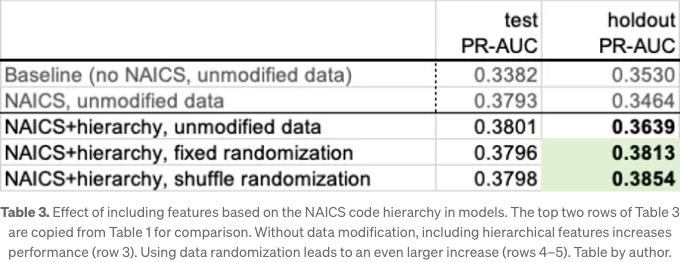 test holdout
PR-AUC PR-AUC
Baseline (no NAICS, unmodified data) 0.3382 0.3530
NAICS, unmodified data 0.3793 0.3464
NAICS+hierarchy, unmodified data 0.3801 0.3639
NAICS+hierarchy, fixed randomization 0.3796 0.3813
NAICS+hierarchy, shuffle randomization 0.3798 0.3854
Table 3. Effect of including features based on the NAICS code hierarchy in models. The top two rows of Table 3
are copied from Table 1 for comparison. Without data modification, including hierarchical features increases
performance (row 3). Using data randomization leads to an even larger increase (rows 4–5). Table by author.